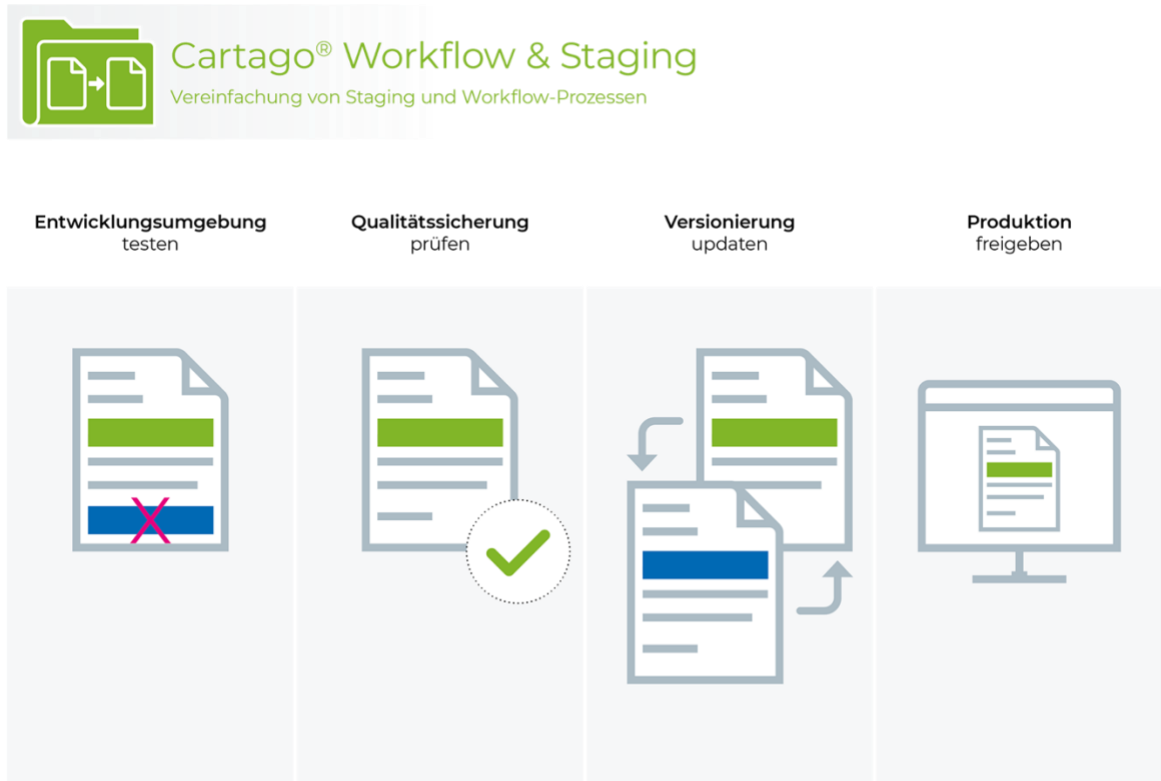 Cartago® Workflow & Staging
Vereinfachung von Staging und Workflow-Prozessen
Entwicklungsumgebung
testen
Qualitätssicherung
prüfen
Versionierung
updaten
Produktion
freigeben